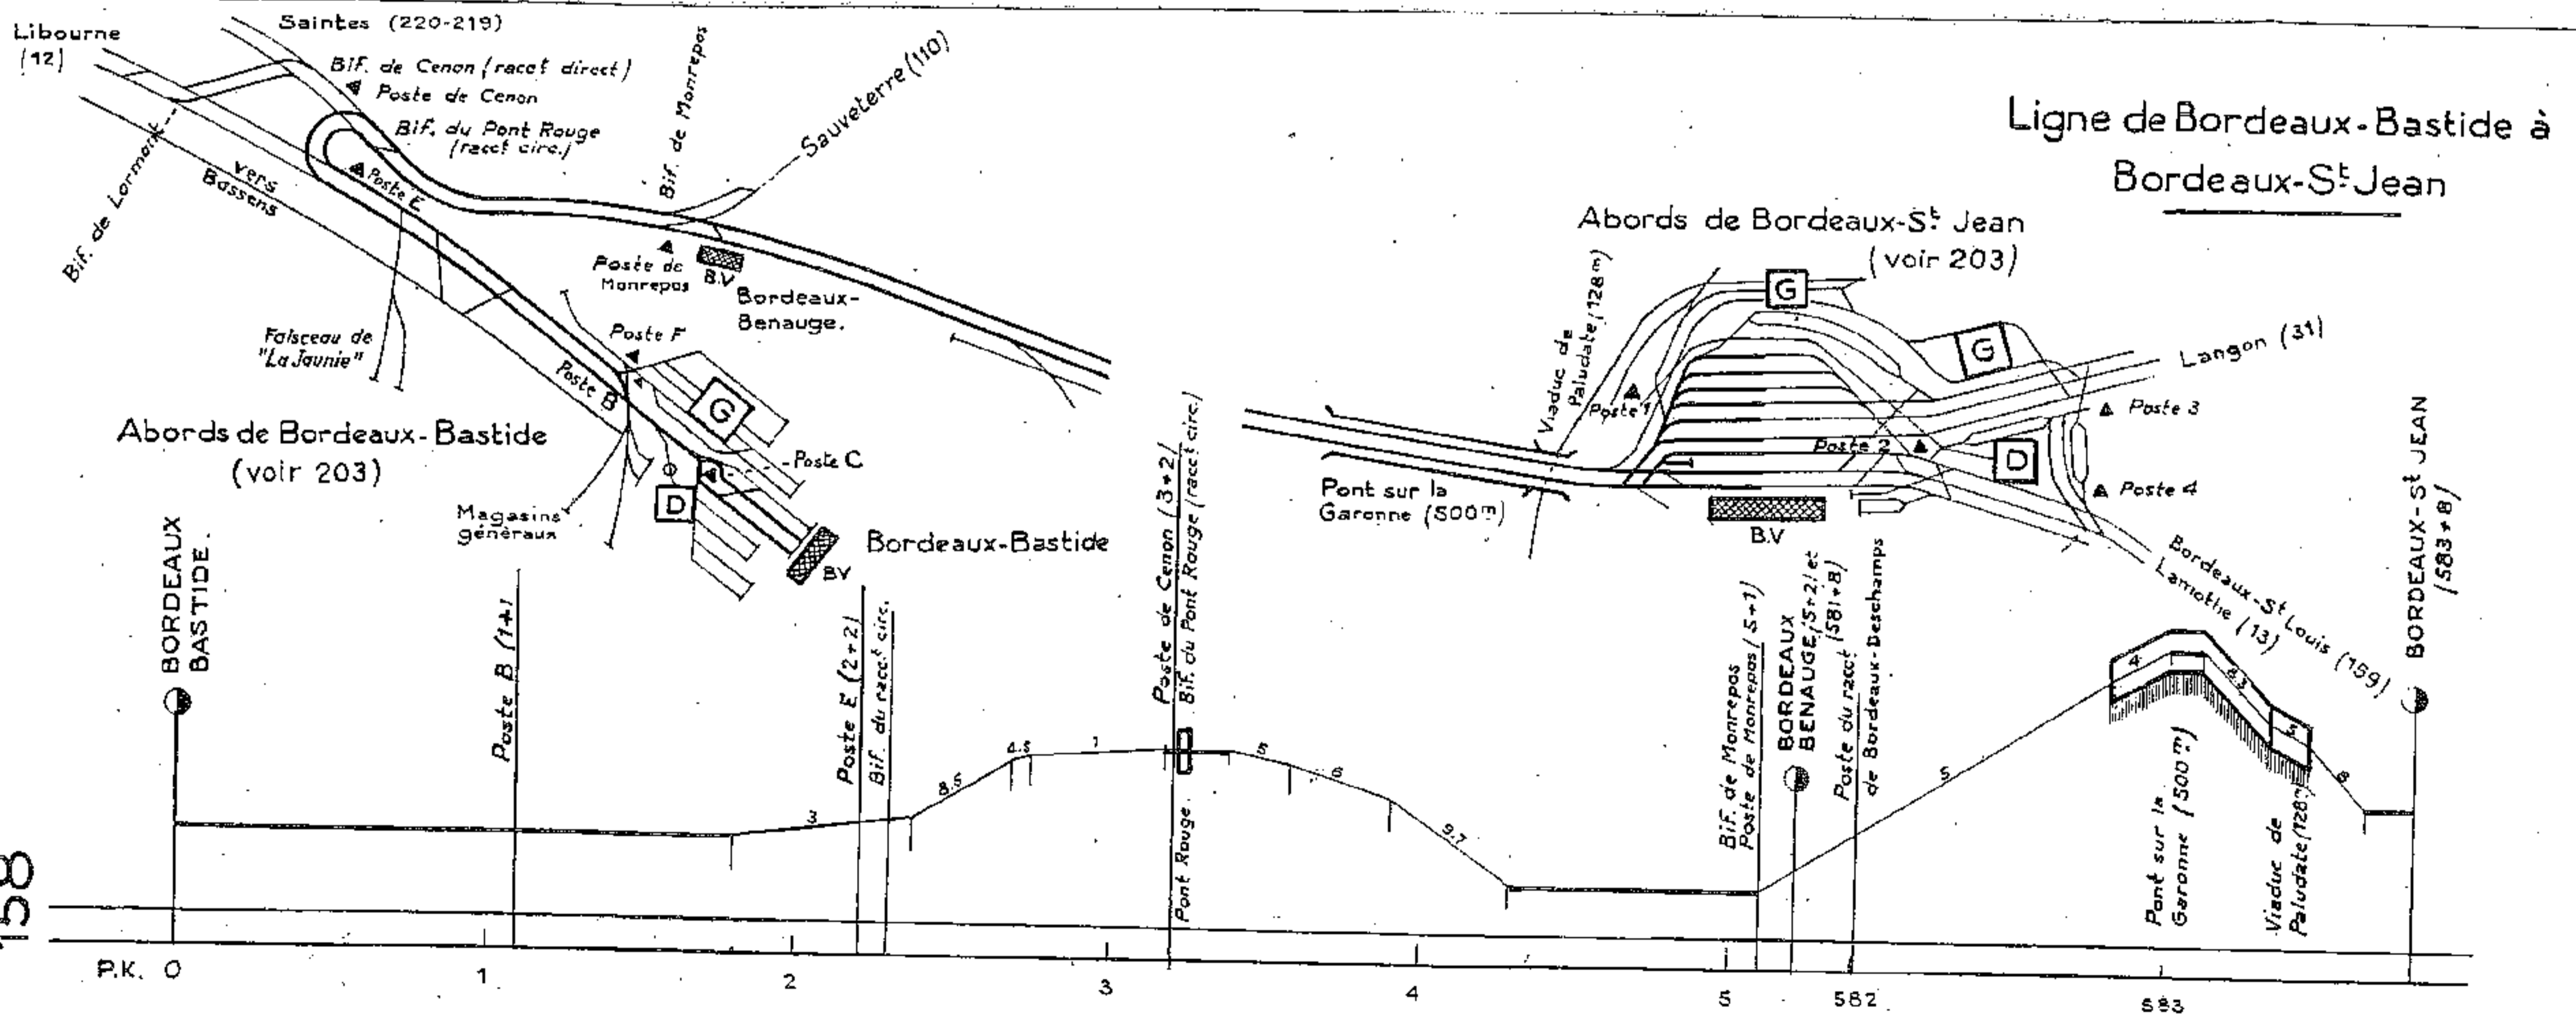 Libourne
(12)
Saintes (220-219)
Bif. de Cenon (racct direct)
Poste de Cenon
Bif. du Pont Rouge
(racct circ.)
Bif. de Monrepos
Sauveterre (110)
Bif. de Lormont
vers
Bassens
Poste E
Poste de
Monrepos
B.V
Bordeaux-
Benauge.
Faisceau de
"La Jaunie"
Poste F
Poste B
G
Abords de Bordeaux-Bastide
(voir 203)
Poste C
D
Magasins
généraux
BV
Bordeaux-Bastide
Ligne de Bordeaux-Bastide à
Bordeaux-St Jean
Abords de Bordeaux-St Jean
(voir 203)
Viaduc de
Paludate (128m)
G
G
Langon (31)
Poste 1
Poste 2
Poste 3
D
Poste 4
Pont sur la
Garonne (500m)
B.V
Bordeaux-St Louis (159)
Lamothe (13)
BORDEAUX
BASTIDE.
Poste B (1+1
Poste E (2+2)
Bif. du racct circ.
Poste de Cenon (3+2)
Bif. du Pont Rouge (racct circ.)
Pont Rouge.
Bif. de Monrepos
Poste de Monrepos (5+1)
BORDEAUX
BENAUGE (5+2) et
(581+8)
Poste du racct
de Bordeaux-Deschamps
Pont sur la
Garonne (500m)
Viaduc de
Paludate (128m)
BORDEAUX-St JEAN
(583+8)
3
8.5
4.5
1
5
6
9.7
5
4
8.3
8
158
P.K. 0
1
2
3
4
5
582
583